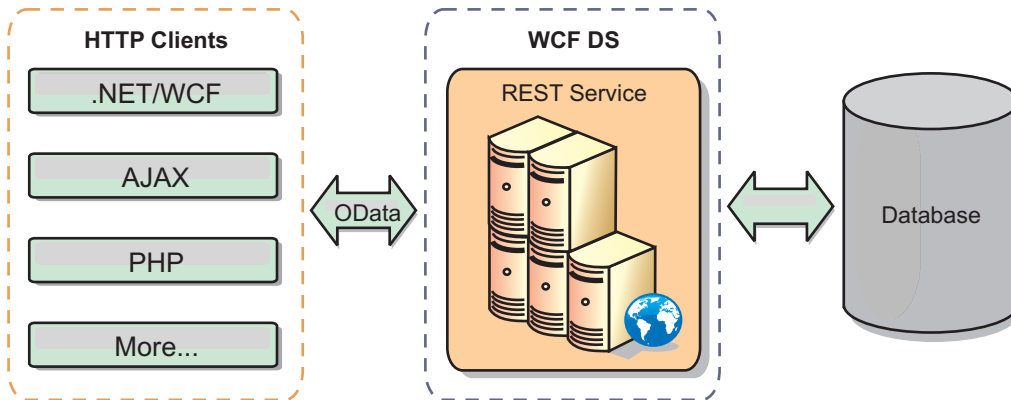 HTTP Clients
.NET/WCF
AJAX
PHP
More...
OData
WCF DS
REST Service
Database